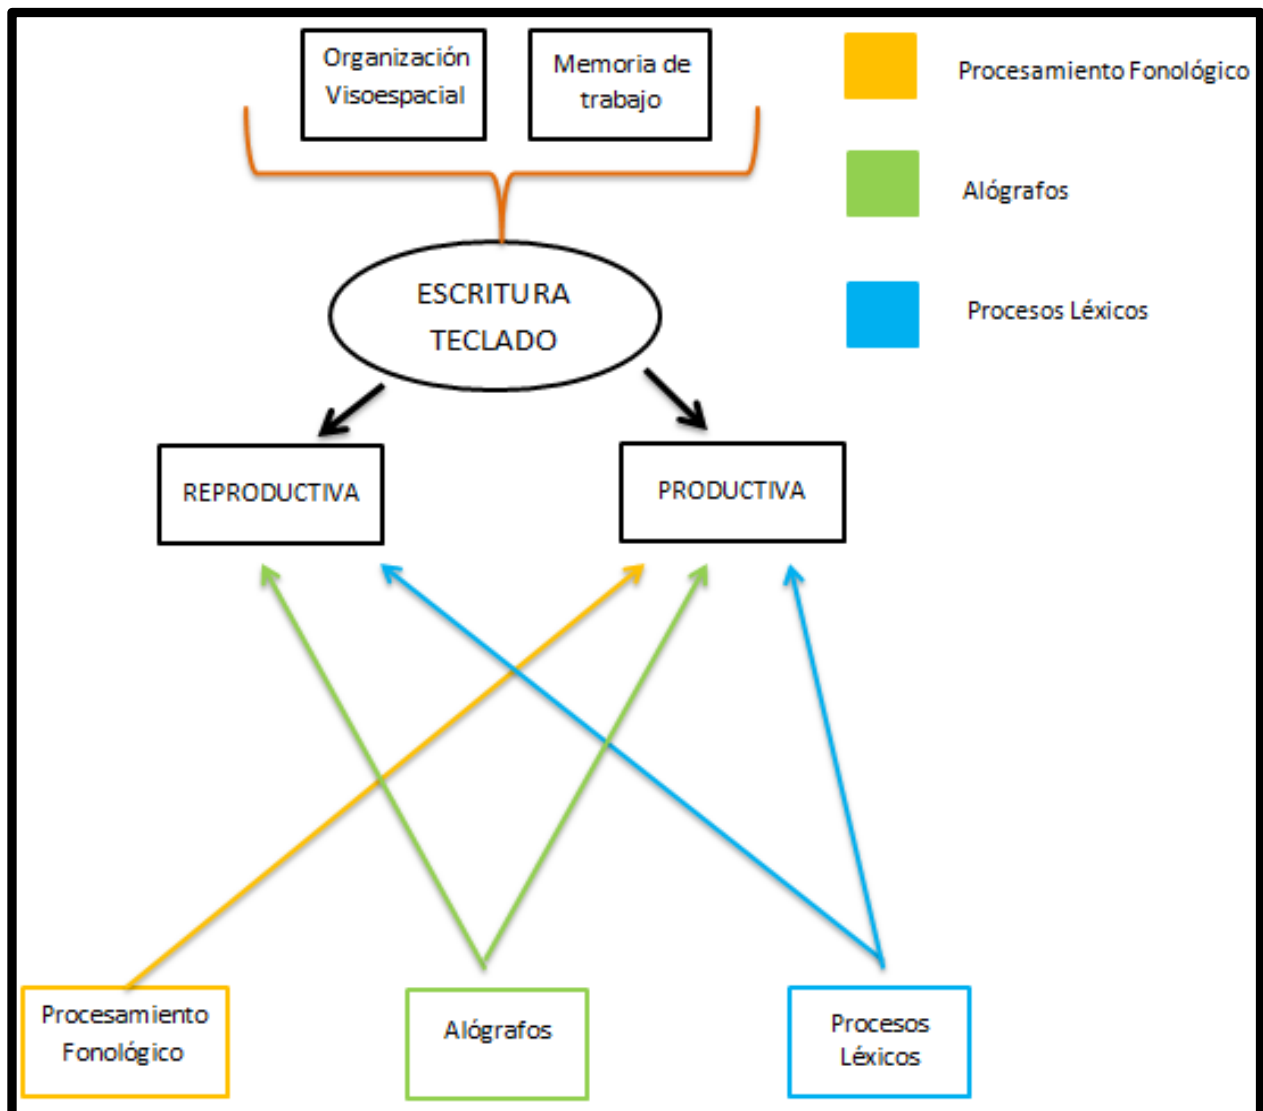 Organización
Visoespacial
Memoria de
trabajo
Procesamiento Fonológico
Alógrafos
Procesos Léxicos
ESCRITURA
TECLADO
REPRODUCTIVA
PRODUCTIVA
Procesamiento
Fonológico
Alógrafos
Procesos
Léxicos